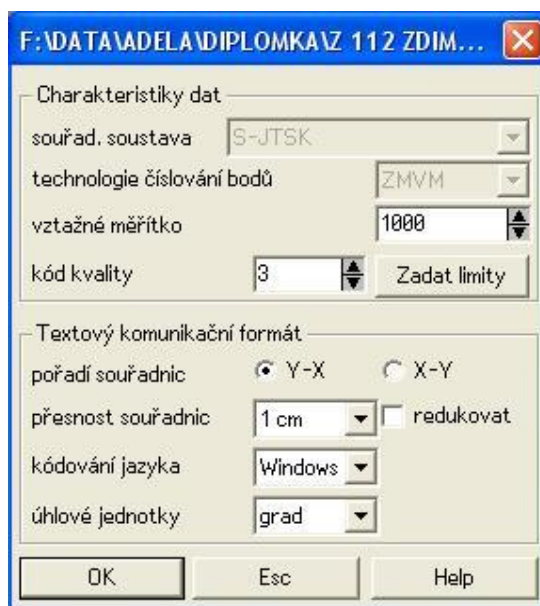 F:\DATA\ADELA\DIPLOMKA\Z 112 ZDIM...
Charakteristiky dat
souřad. soustava S-JTSK
technologie číslování bodů ZMVM
vztažné měřítko 1000
kód kvality 3 Zadat limity
Textový komunikační formát
pořadí souřadnic Y-X X-Y
přesnost souřadnic 1 cm redukovat
kódování jazyka Windows
úhlové jednotky grad
OK Esc Help